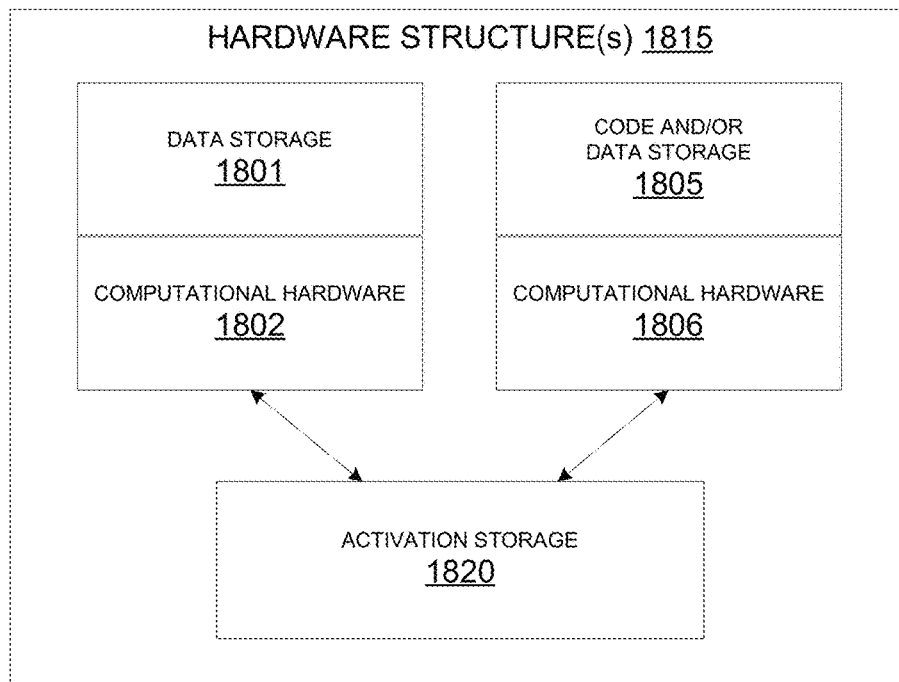 HARDWARE STRUCTURE(s) 1815
DATA STORAGE
1801
CODE AND/OR
DATA STORAGE
1805
COMPUTATIONAL HARDWARE
1802
COMPUTATIONAL HARDWARE
1806
ACTIVATION STORAGE
1820